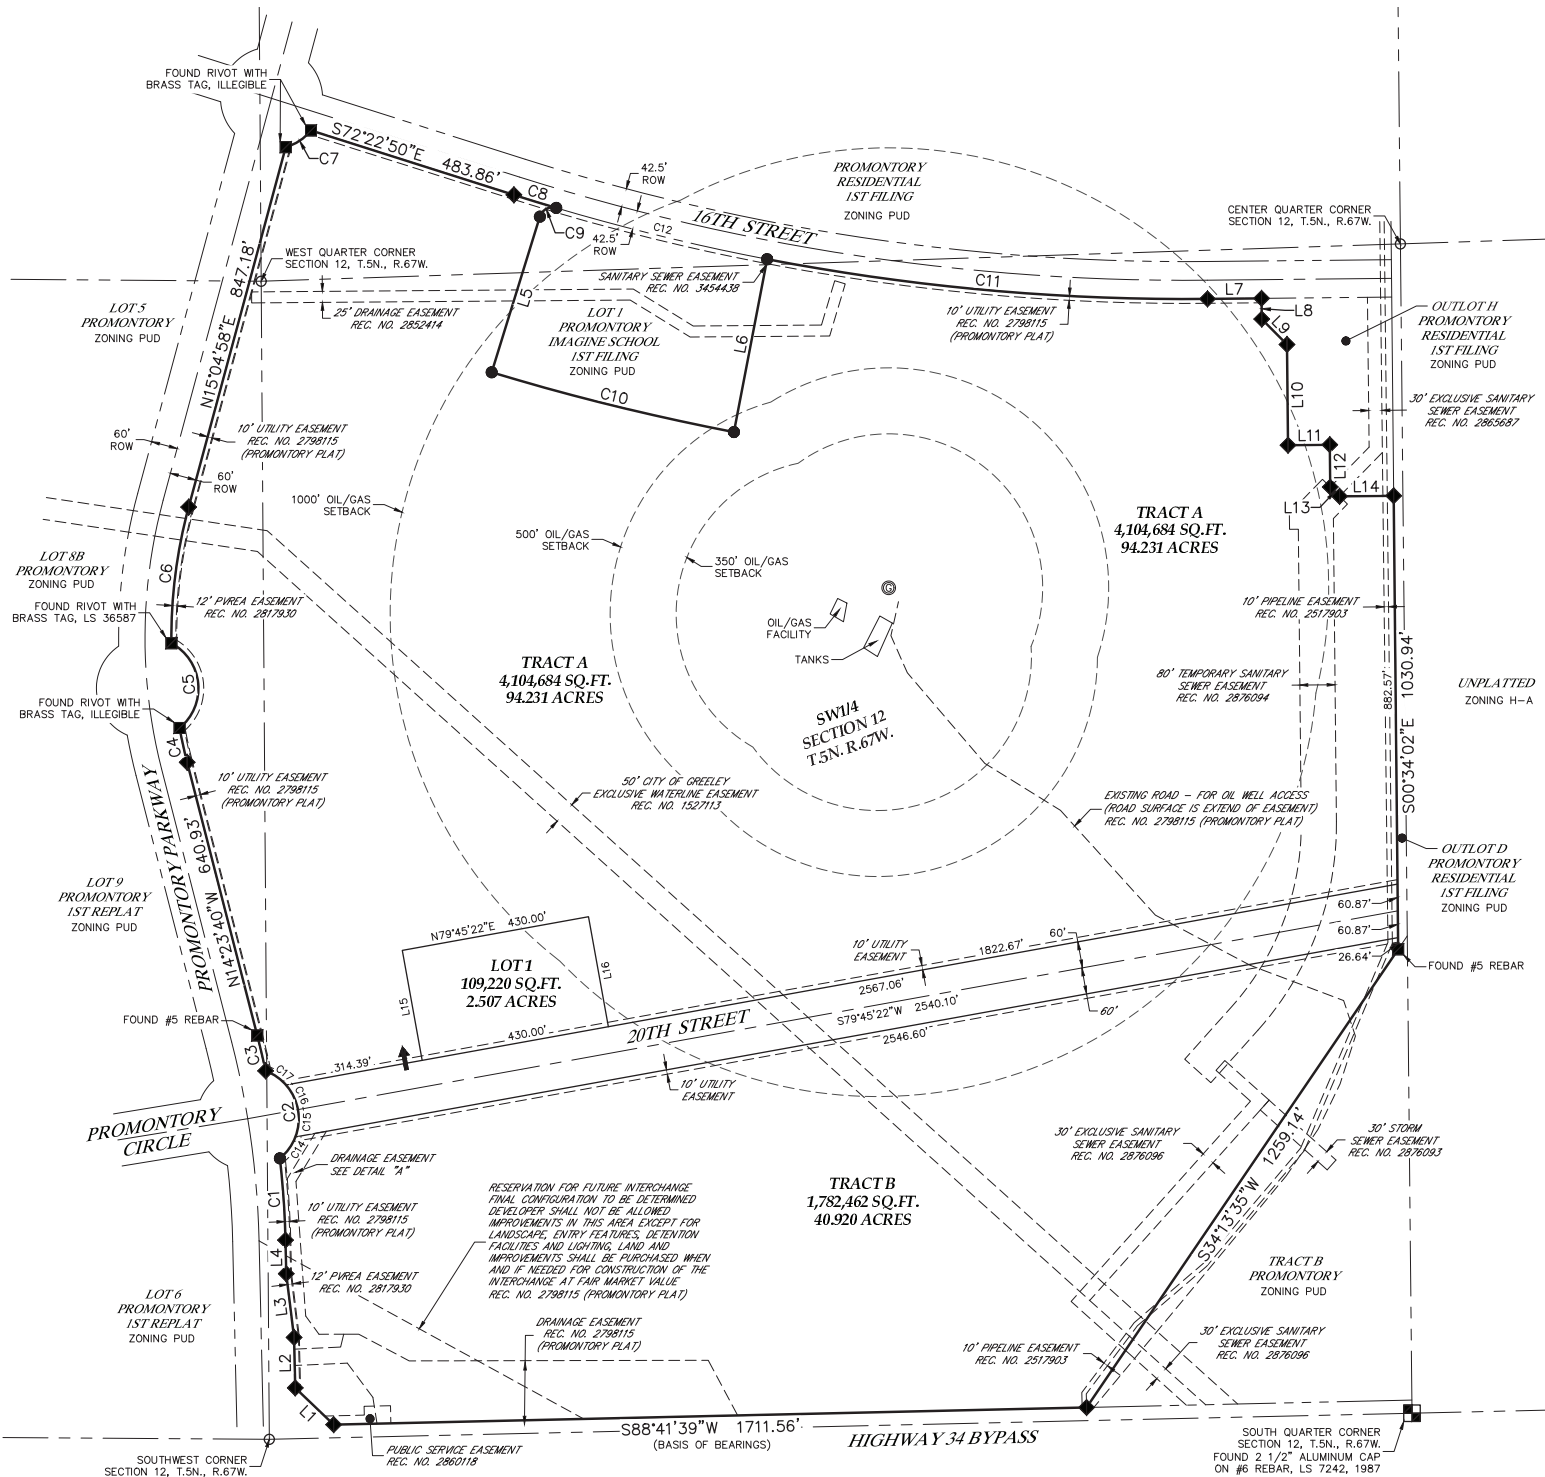 FOUND RIVOT WITH
BRASS TAG, ILLEGIBLE
C7
S72°22'50"E 483.86'
C8
C9
42.5'
ROW
42.5'
ROW
C12
16TH STREET
PROMONTORY
RESIDENTIAL
1ST FILING
ZONING PUD
CENTER QUARTER CORNER
SECTION 12, T.5N., R.67W.
WEST QUARTER CORNER
SECTION 12, T.5N., R.67W.
SANITARY SEWER EASEMENT
REC. NO. 3454438
C11
L7
L8
L9
L10
L11
L12
L13
L14
LOT 5
PROMONTORY
ZONING PUD
N15°04'58"E 847.18'
25' DRAINAGE EASEMENT
REC. NO. 2852414
L5
LOT 1
PROMONTORY
IMAGINE SCHOOL
1ST FILING
ZONING PUD
L6
C10
10' UTILITY EASEMENT
REC. NO. 2798115
(PROMONTORY PLAT)
OUTLOT H
PROMONTORY
RESIDENTIAL
1ST FILING
ZONING PUD
30' EXCLUSIVE SANITARY
SEWER EASEMENT
REC. NO. 2865687
60'
ROW
10' UTILITY EASEMENT
REC. NO. 2798115
(PROMONTORY PLAT)
60'
ROW
1000' OIL/GAS
SETBACK
500' OIL/GAS
SETBACK
350' OIL/GAS
SETBACK
TRACT A
4,104,684 SQ.FT.
94.231 ACRES
LOT 8B
PROMONTORY
ZONING PUD
C6
FOUND RIVOT WITH
BRASS TAG, LS 36587
12' PVREA EASEMENT
REC. NO. 2817930
G
OIL/GAS
FACILITY
TANKS
10' PIPELINE EASEMENT
REC. NO. 2517903
TRACT A
4,104,684 SQ.FT.
94.231 ACRES
80' TEMPORARY SANITARY
SEWER EASEMENT
REC. NO. 2876094
882.57'
S00°34'02"E 1030.94'
UNPLATTED
ZONING H-A
C5
FOUND RIVOT WITH
BRASS TAG, ILLEGIBLE
C4
SW1/4
SECTION 12
T.5N. R.67W.
10' UTILITY EASEMENT
REC. NO. 2798115
(PROMONTORY PLAT)
50' CITY OF GREELEY
EXCLUSIVE WATERLINE EASEMENT
REC. NO. 1527113
EXISTING ROAD – FOR OIL WELL ACCESS
(ROAD SURFACE IS EXTEND OF EASEMENT)
REC. NO. 2798115 (PROMONTORY PLAT)
PROMONTORY PARKWAY
N14°23'40"W 640.93'
LOT 9
PROMONTORY
1ST REPLAT
ZONING PUD
OUTLOT D
PROMONTORY
RESIDENTIAL
1ST FILING
ZONING PUD
60.87'
60.87'
26.64'
FOUND #5 REBAR
N79°45'22"E 430.00'
L15
LOT 1
109,220 SQ.FT.
2.507 ACRES
L16
430.00'
314.39'
10' UTILITY
EASEMENT
1822.67'
60'
60'
2567.06'
S79°45'22"W 2540.10'
2546.60'
20TH STREET
10' UTILITY
EASEMENT
FOUND #5 REBAR
C3
C17
C16
C2
C15
C14
PROMONTORY
CIRCLE
DRAINAGE EASEMENT
SEE DETAIL "A"
C1
10' UTILITY EASEMENT
REC. NO. 2798115
(PROMONTORY PLAT)
L4
12' PVREA EASEMENT
REC. NO. 2817930
L3
L2
L1
RESERVATION FOR FUTURE INTERCHANGE
FINAL CONFIGURATION TO BE DETERMINED
DEVELOPER SHALL NOT BE ALLOWED
IMPROVEMENTS IN THIS AREA EXCEPT FOR
LANDSCAPE, ENTRY FEATURES, DETENTION
FACILITIES AND LIGHTING, LAND AND
IMPROVEMENTS SHALL BE PURCHASED WHEN
AND IF NEEDED FOR CONSTRUCTION OF THE
INTERCHANGE AT FAIR MARKET VALUE
REC. NO. 2798115 (PROMONTORY PLAT)
TRACT B
1,782,462 SQ.FT.
40.920 ACRES
30' EXCLUSIVE SANITARY
SEWER EASEMENT
REC. NO. 2876096
30' STORM
SEWER EASEMENT
REC. NO. 2876093
S34°13'35"W 1259.14'
TRACT B
PROMONTORY
ZONING PUD
LOT 6
PROMONTORY
1ST REPLAT
ZONING PUD
DRAINAGE EASEMENT
REC. NO. 2798115
(PROMONTORY PLAT)
10' PIPELINE EASEMENT
REC. NO. 2517903
30' EXCLUSIVE SANITARY
SEWER EASEMENT
REC. NO. 2876096
S88°41'39"W 1711.56'
(BASIS OF BEARINGS)
HIGHWAY 34 BYPASS
PUBLIC SERVICE EASEMENT
REC. NO. 2860118
SOUTHWEST CORNER
SECTION 12, T.5N., R.67W.
SOUTH QUARTER CORNER
SECTION 12, T.5N., R.67W.
FOUND 2 1/2" ALUMINUM CAP
ON #6 REBAR, LS 7242, 1987